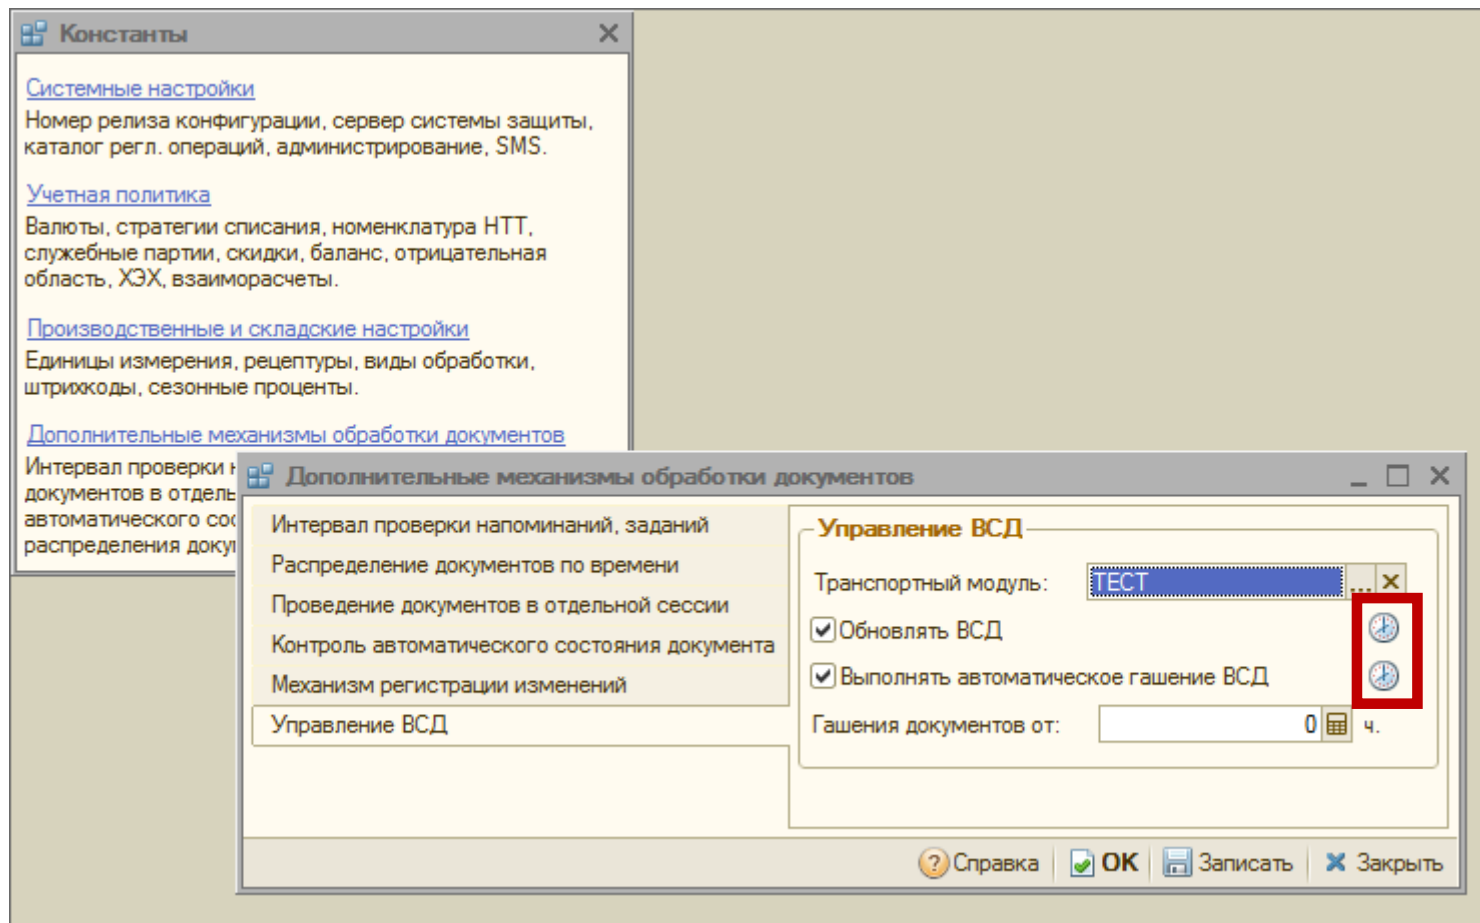 Константы
Системные настройки
Номер релиза конфигурации, сервер системы защиты,
каталог регл. операций, администрирование, SMS.
Учетная политика
Валюты, стратегии списания, номенклатура НТТ,
служебные партии, скидки, баланс, отрицательная
область, ХЭХ, взаиморасчеты.
Производственные и складские настройки
Единицы измерения, рецептуры, виды обработки,
штрихкоды, сезонные проценты.
Дополнительные механизмы обработки документов
Интервал проверки
документов в
автоматического
распределения
Дополнительные механизмы обработки документов
Интервал проверки напоминаний, заданий
Распределение документов по времени
Проведение документов в отдельной сессии
Контроль автоматического состояния документа
Механизм регистрации изменений
Управление ВСД
Управление ВСД
Транспортный модуль: ТЕСТ ...
Обновлять ВСД
Выполнять автоматическое гашение ВСД
Гашения документов от: 0 ч.
Справка OK Записать Закрыть